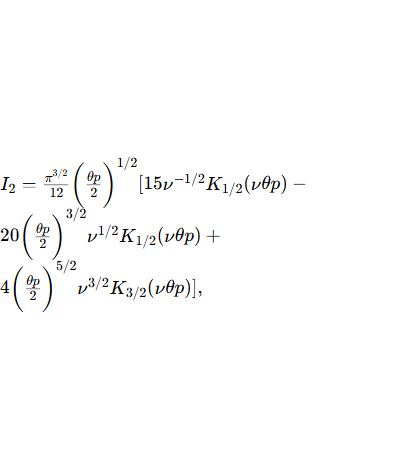 $I_2 = \frac{\pi^{3/2}}{12} \left( \frac{\theta p}{2} \right)^{1/2} [15\nu^{-1/2} K_{1/2}(\nu\theta p) -$
$20 \left( \frac{\theta p}{2} \right)^{3/2} \nu^{1/2} K_{1/2}(\nu\theta p) +$
$4 \left( \frac{\theta p}{2} \right)^{5/2} \nu^{3/2} K_{3/2}(\nu\theta p)],$